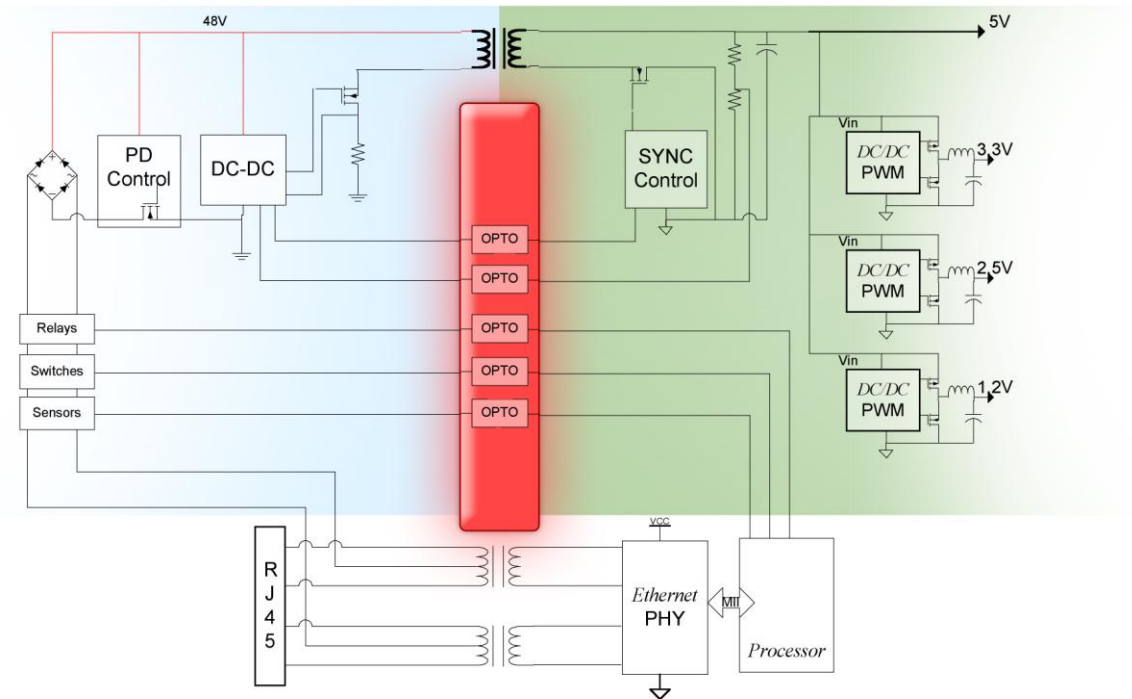 48V
5V
PD
Control
DC-DC
SYNC
Control
Vin
DC/DC
PWM
3,3V
OPTO
OPTO
Vin
DC/DC
PWM
2,5V
Relays
OPTO
Switches
OPTO
Vin
DC/DC
PWM
1,2V
Sensors
OPTO
VCC
R
J
4
5
Ethernet
PHY
MII
Processor